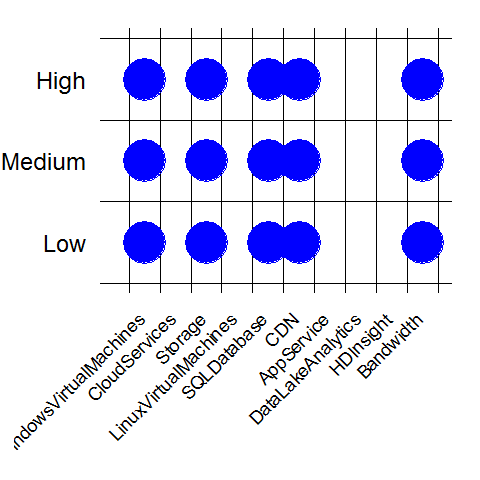 High
Medium
Low
ndowsVirtualMachines
CloudServices
Storage
LinuxVirtualMachines
SQLDatabase
CDN
AppService
DataLakeAnalytics
HDInsight
Bandwidth